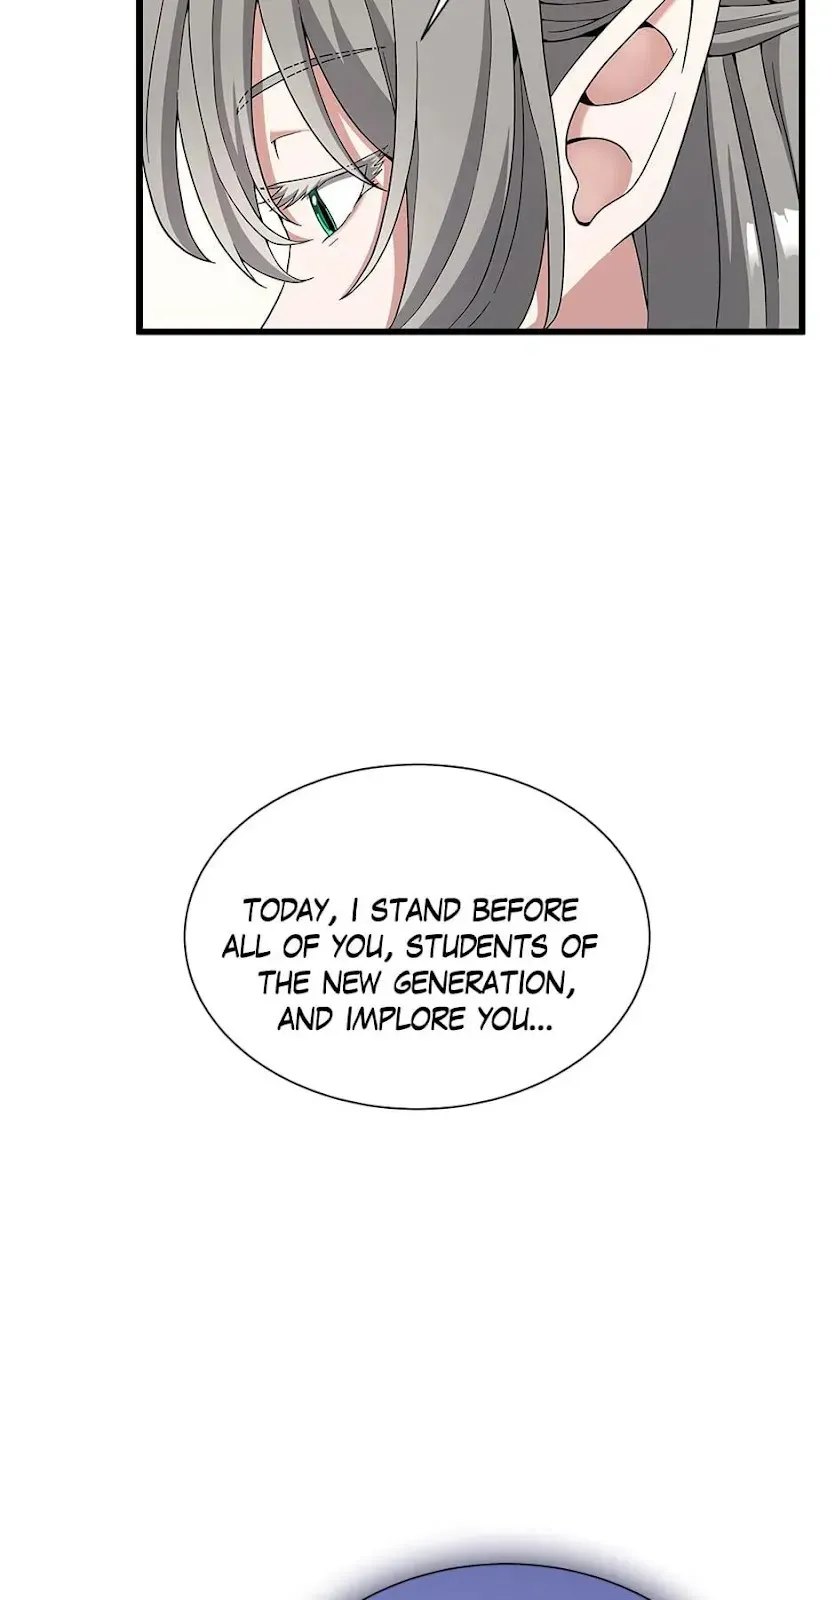 TODAY, I STAND BEFORE
ALL OF YOU, STUDENTS OF
THE NEW GENERATION,
AND IMPLORE YOU...